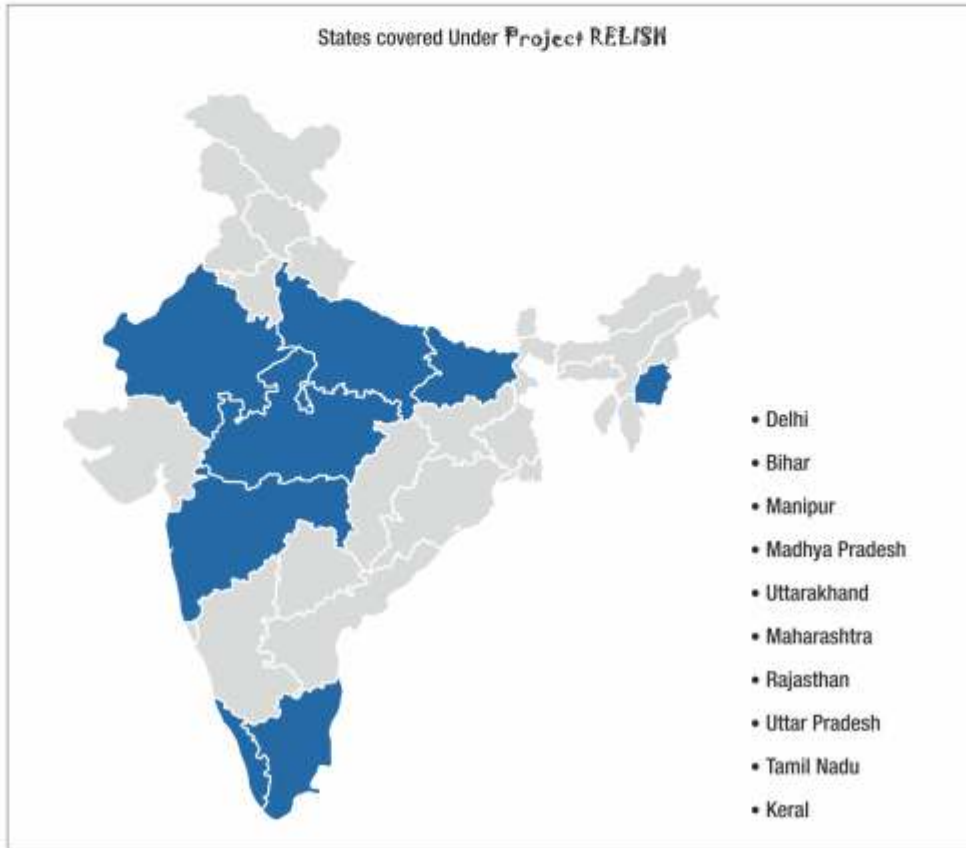 States covered Under Project RELISH
• Delhi
• Bihar
• Manipur
• Madhya Pradesh
• Uttarakhand
• Maharashtra
• Rajasthan
• Uttar Pradesh
• Tamil Nadu
• Keral